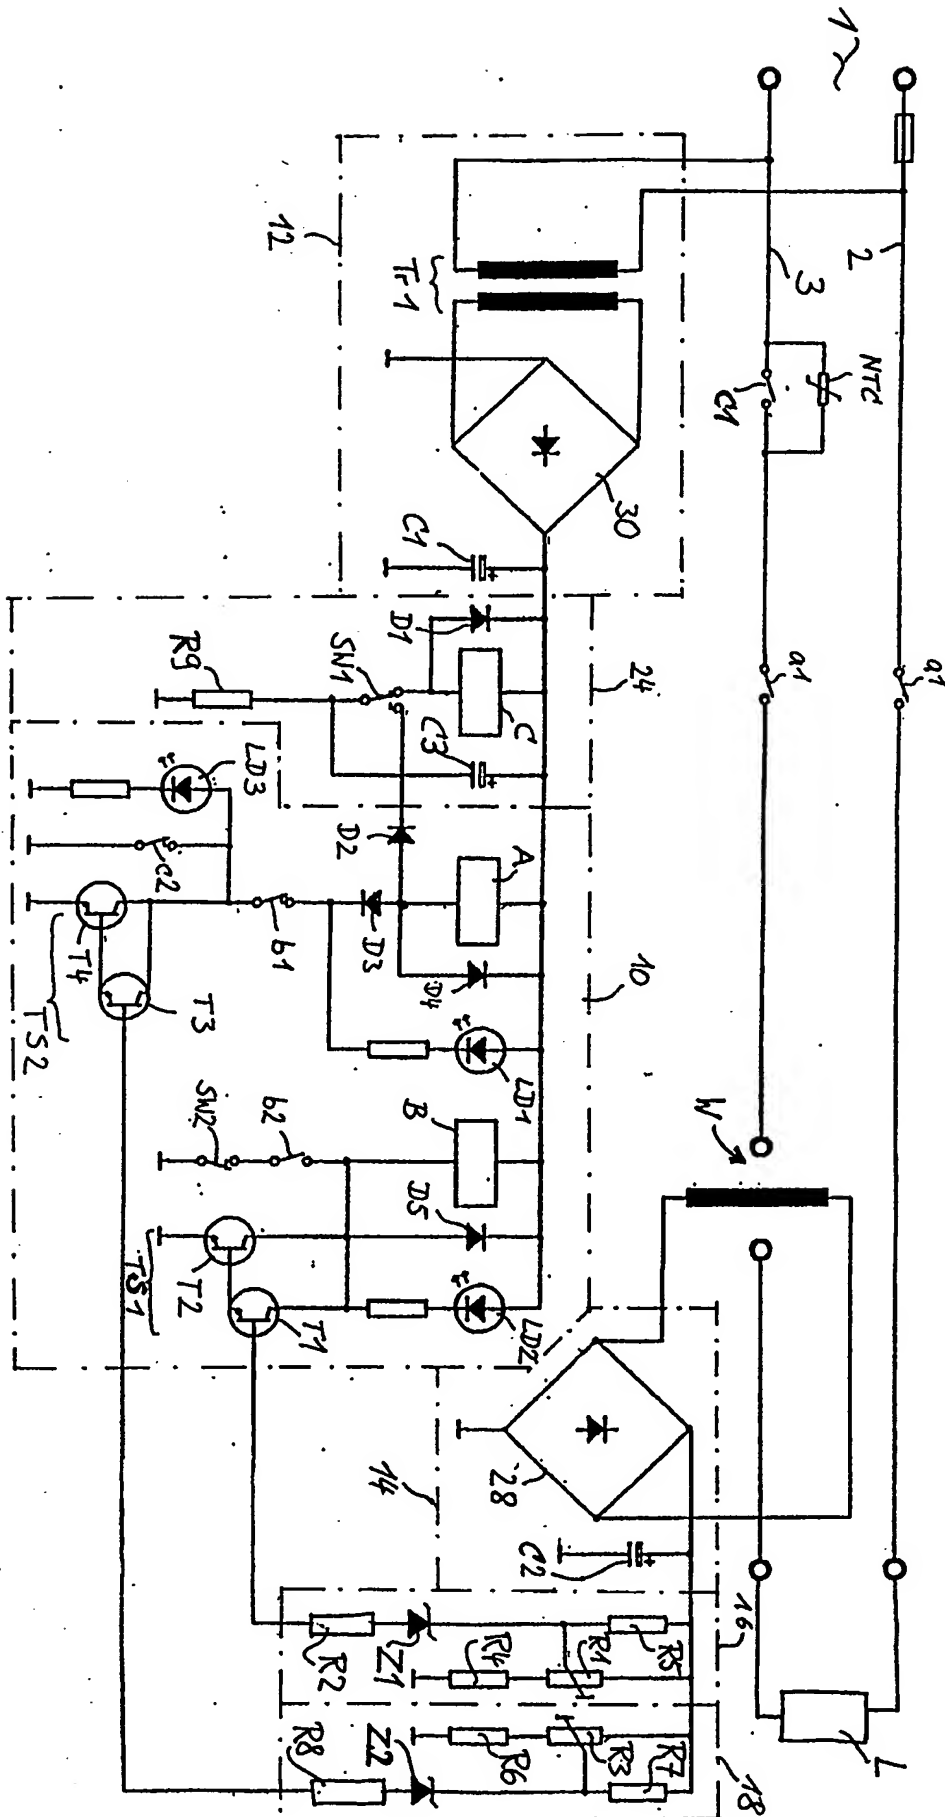 1
2
3
NTC
C1
a1
a1
W
L
12
Tr1
30
C1
+
D1
C
C3
+
SW1
R9
24
LD3
c2
D2
A
D3
D4
b1
T4
T3
TS2
10
LD1
B
b2
SW2
D5
T2
T1
TS1
LD2
28
14
C2
+
16
R5
R1
R4
Z1
R2
18
R7
R3
R6
Z2
R8